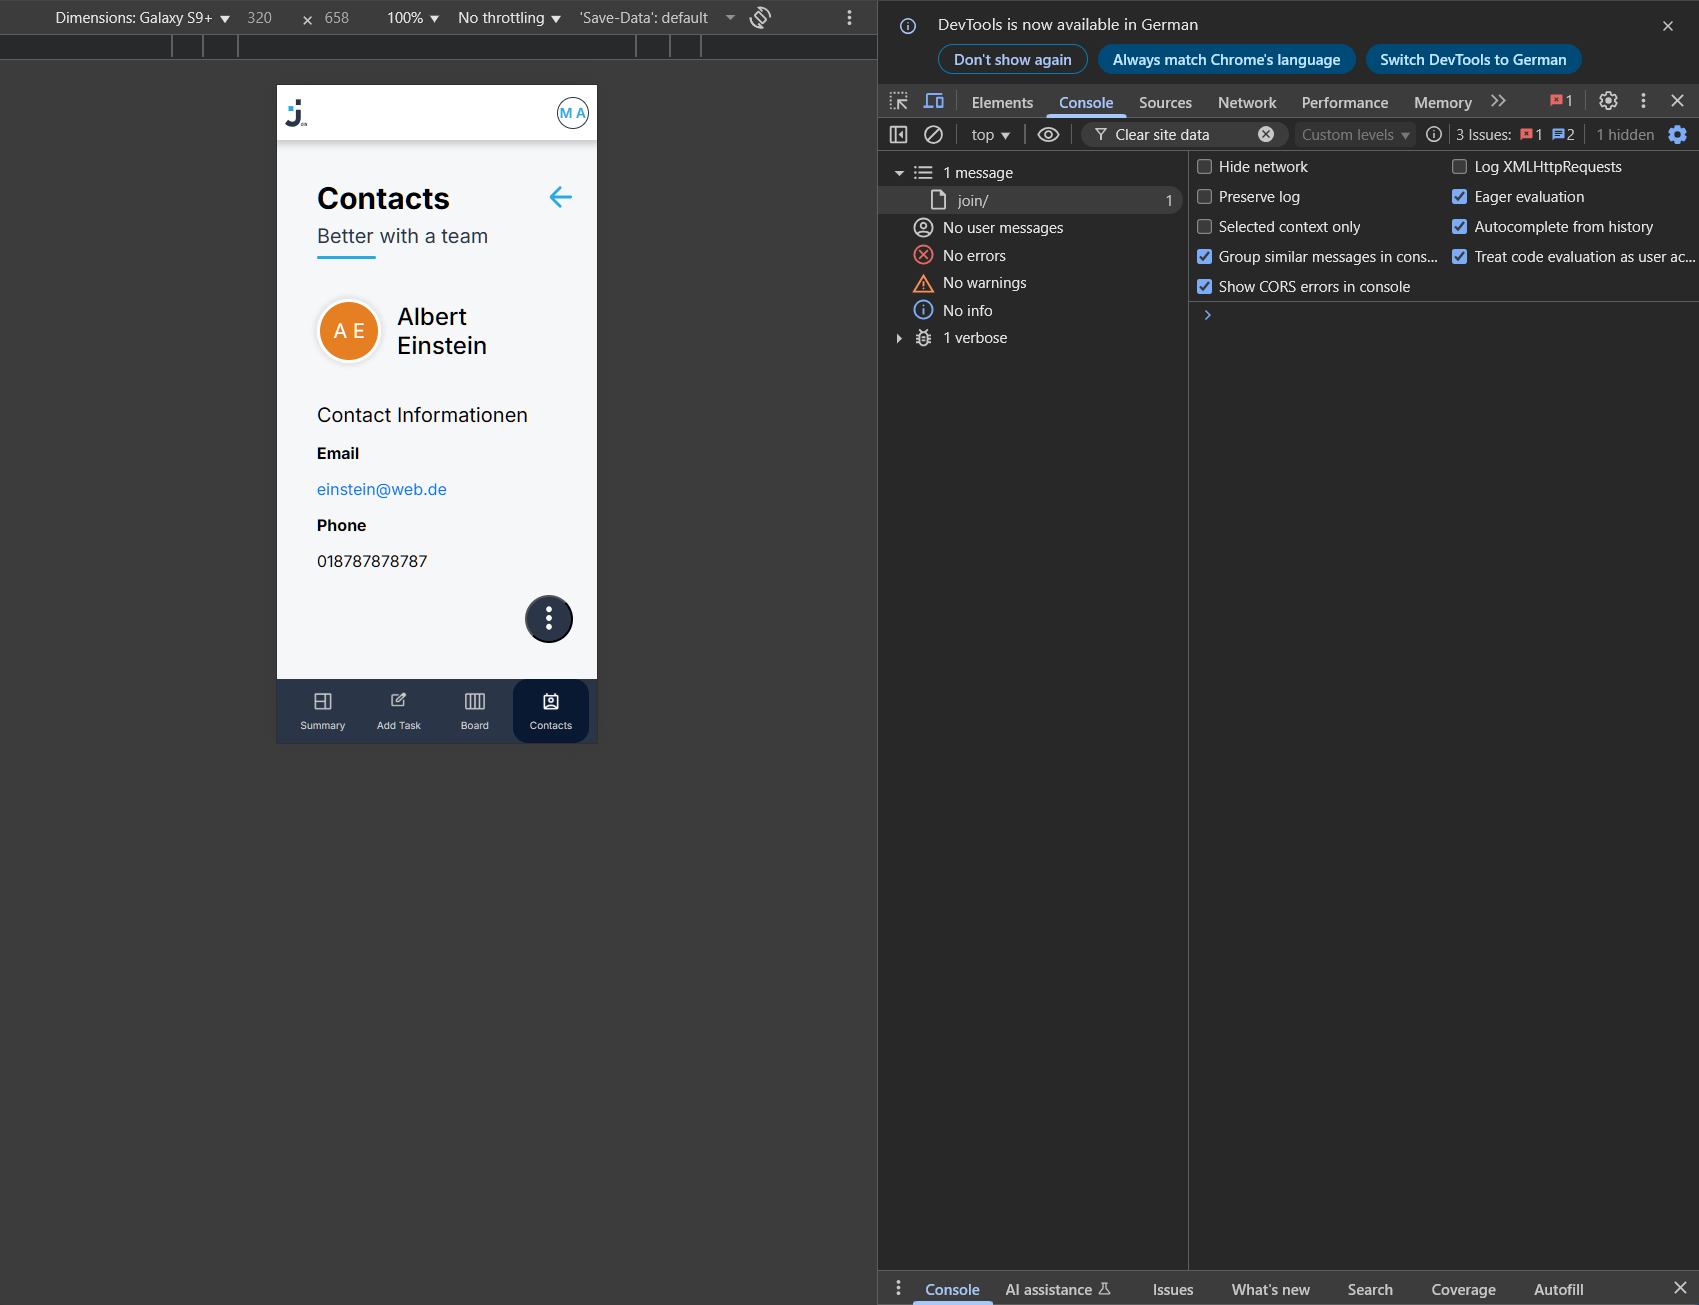 Dimensions: Galaxy S9+ 320 × 658 100% No throttling 'Save-Data': default
MA
Contacts
Better with a team
A E
Albert
Einstein
Contact Informationen
Email
einstein@web.de
Phone
018787878787
Summary
Add Task
Board
Contacts
DevTools is now available in German
Don't show again
Always match Chrome's language
Switch DevTools to German
Elements Console Sources Network Performance Memory 1
top Clear site data Custom levels 3 Issues: 1 2 1 hidden
1 message
join/ 1
No user messages
No errors
No warnings
No info
1 verbose
Hide network
Log XMLHttpRequests
Preserve log
Eager evaluation
Selected context only
Autocomplete from history
Group similar messages in cons...
Treat code evaluation as user ac...
Show CORS errors in console
Console AI assistance Issues What's new Search Coverage Autofill